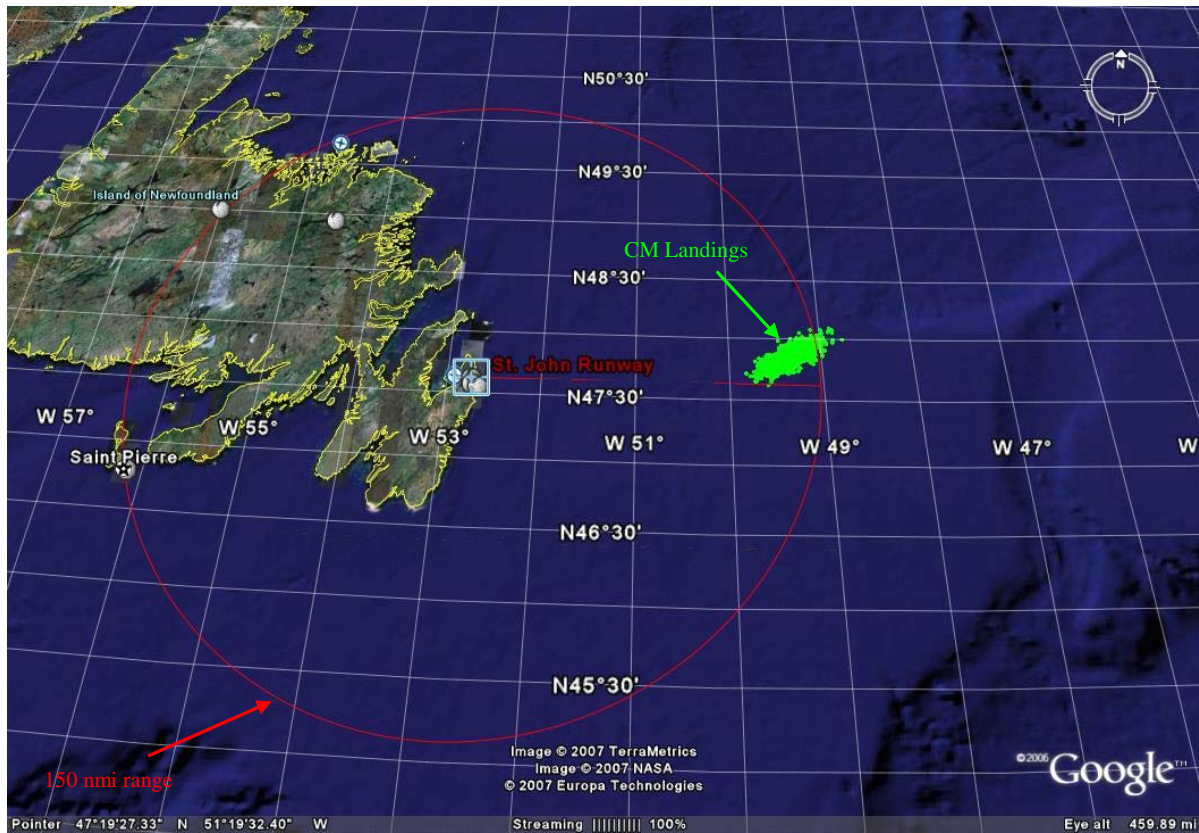 N
N50°30'
N49°30'
Island of Newfoundland
CM Landings
N48°30'
St. John Runway
N47°30'
W 57°
W 55°
W 53°
W 51°
W 49°
W 47°
W
Saint Pierre
N46°30'
N45°30'
150 nmi range
Image © 2007 TerraMetrics
Image © 2007 NASA
© 2007 Europa Technologies
©2006 Google™
Pointer 47°19'27.33" N 51°19'32.40" W
Streaming |||||||||| 100%
Eye alt 459.89 mi